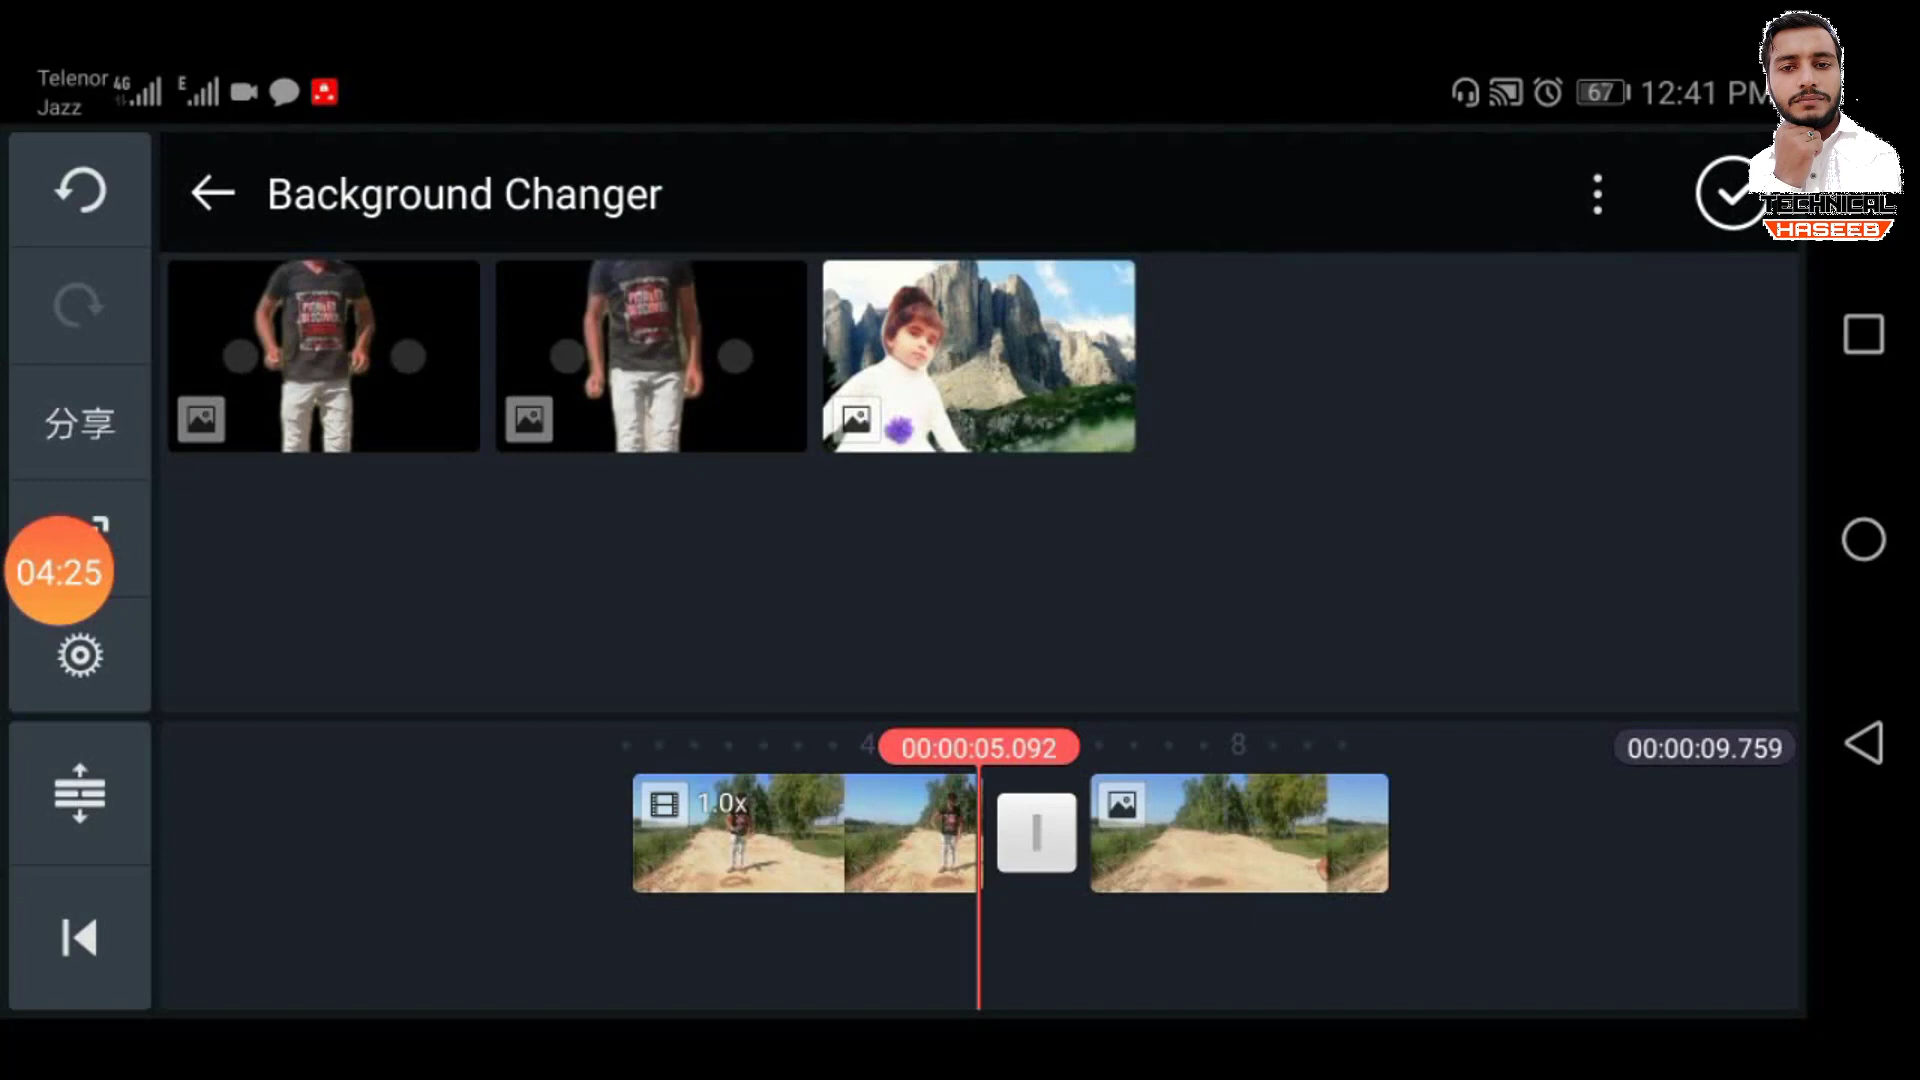 Telenor 4G E
Jazz
67 12:41 PM
Background Changer
TECHNICAL
HASEEB
分享
04:25
4 00:00:05.092 8 00:00:09.759
1.0x